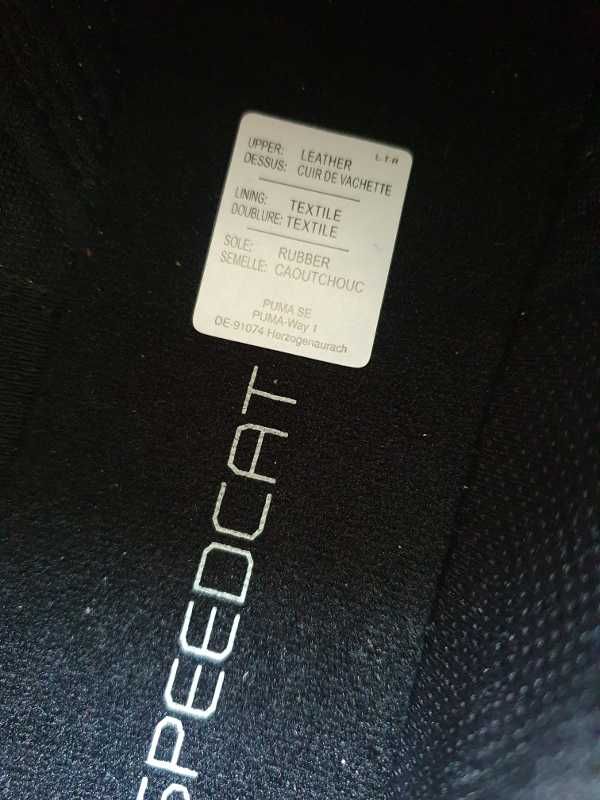 UPPER: LEATHER L-T-R
DESSUS: CUIR DE VACHETTE
LINING: TEXTILE
DOUBLURE: TEXTILE
SOLE: RUBBER
SEMELLE: CAOUTCHOUC
PUMA SE
PUMA-Way 1
DE-91074 Herzogenaurach
SPEEDCAT